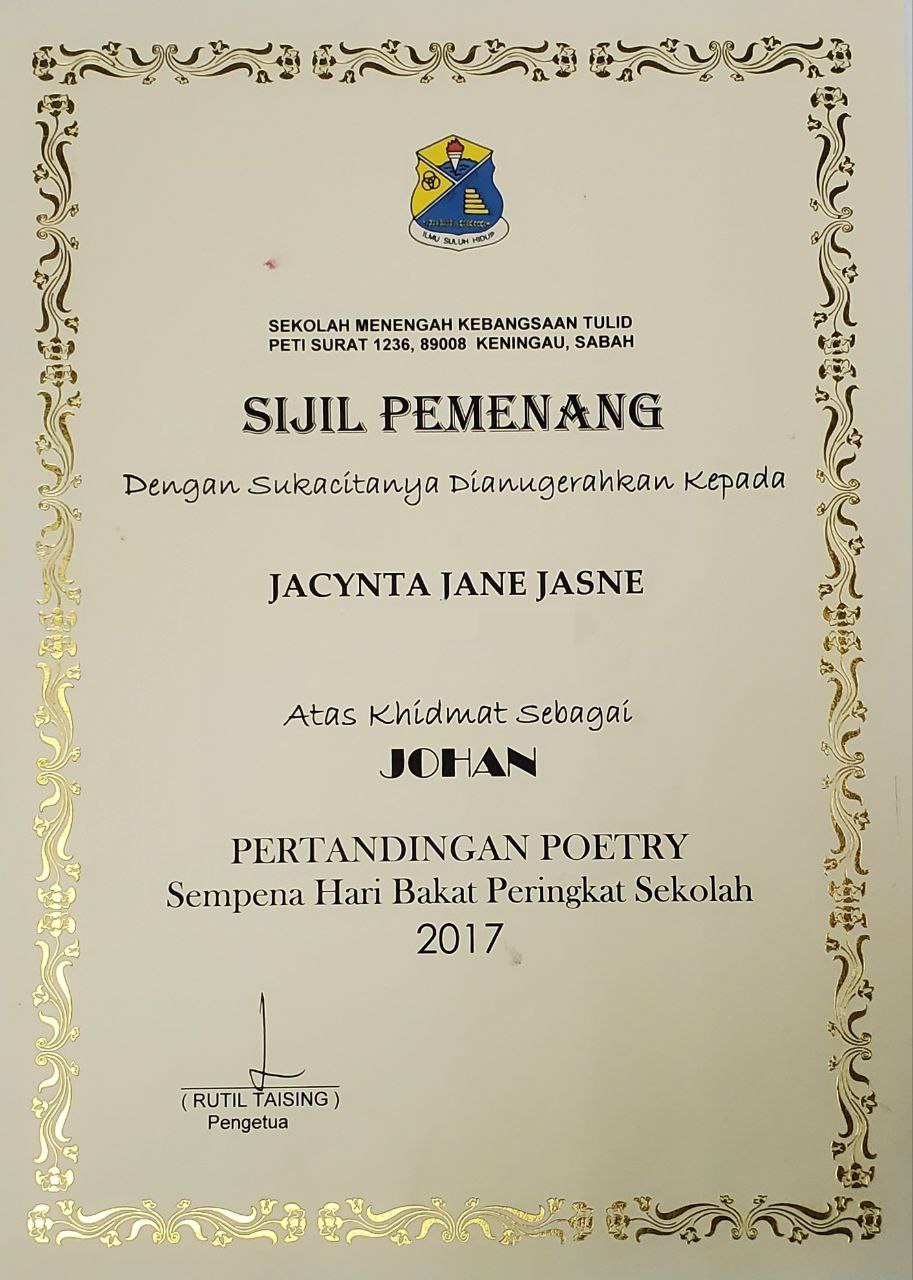 ILMU SULUH HIDUP
SEKOLAH MENENGAH KEBANGSAAN TULID
PETI SURAT 1236, 89008 KENINGAU, SABAH
SIJIL PEMENANG
Dengan Sukacitanya Dianugerahkan Kepada
JACYNTA JANE JASNE
Atas Khidmat Sebagai
JOHAN
PERTANDINGAN POETRY
Sempena Hari Bakat Peringkat Sekolah
2017
( RUTIL TAISING )
Pengetua